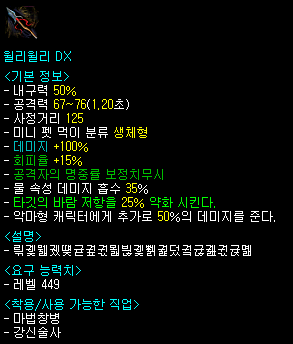 윌리윌리 DX
<기본 정보>
- 내구력 50%
- 공격력 67~76(1,20초)
- 사정거리 125
- 미니 펫 먹이 분류 생체형
- 데미지 +100%
- 회피율 +15%
- 공격자의 명중률 보정치무시
- 물 속성 데미지 흡수 35%
- 타깃의 바람 저항을 25% 약화 시킨다.
- 악마형 캐릭터에게 추가로 50%의 데미지를 준다.
<설명>
<요구 능력치>
- 레벨 449
<착용/사용 가능한 직업>
- 마법창병
- 강신술사